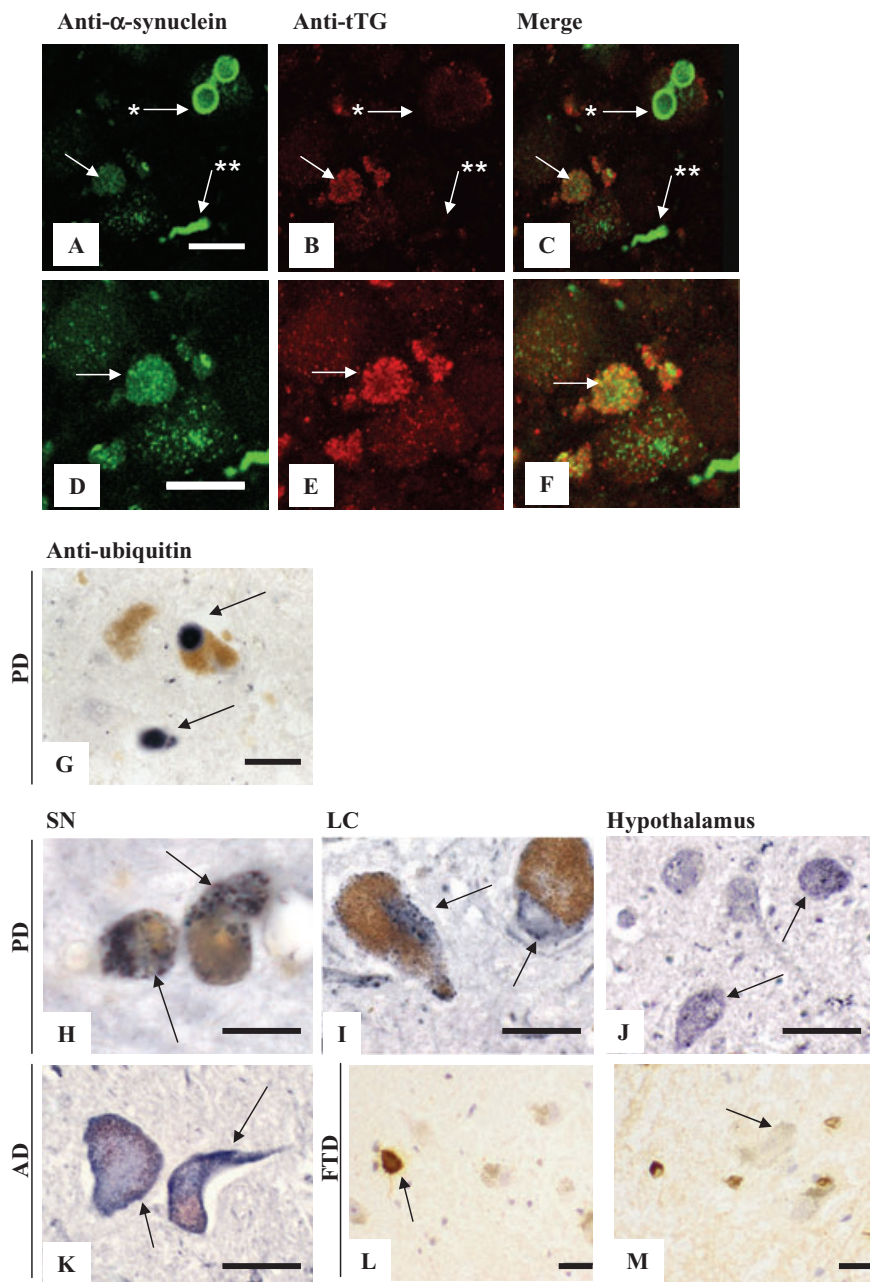 Anti-α-synuclein Anti-tTG Merge
* * *
** ** **
A B C
D E F
Anti-ubiquitin
PD
G
SN LC Hypothalamus
PD
H I J
AD FTD
K L M